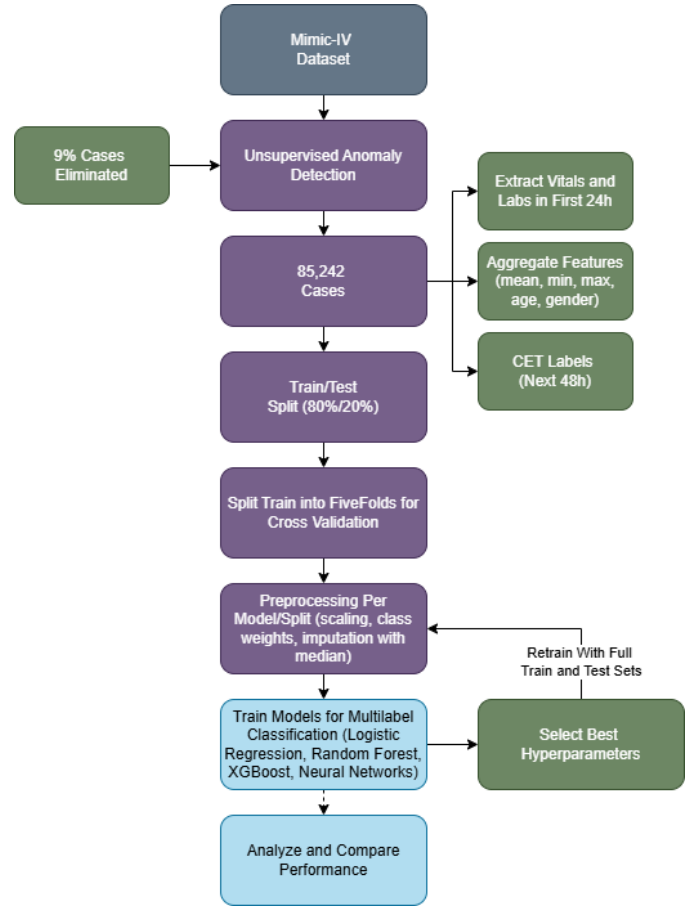 Mimic-IV
Dataset
9% Cases
Eliminated
Unsupervised Anomaly
Detection
Extract Vitals and
Labs in First 24h
85,242
Cases
Aggregate Features
(mean, min, max,
age, gender)
CET Labels
(Next 48h)
Train/Test
Split (80%/20%)
Split Train into FiveFolds for
Cross Validation
Preprocessing Per
Model/Split (scaling, class
weights, imputation with
median)
Retrain With Full
Train and Test Sets
Train Models for Multilabel
Classification (Logistic
Regression, Random Forest,
XGBoost, Neural Networks)
Select Best
Hyperparameters
Analyze and Compare
Performance